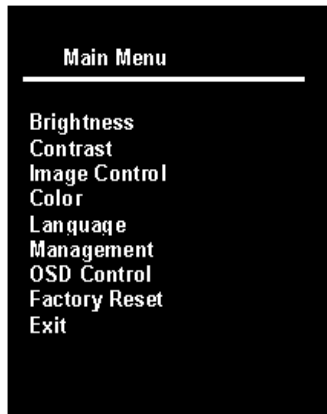 Main Menu
Brightness
Contrast
Image Control
Color
Language
Management
OSD Control
Factory Reset
Exit